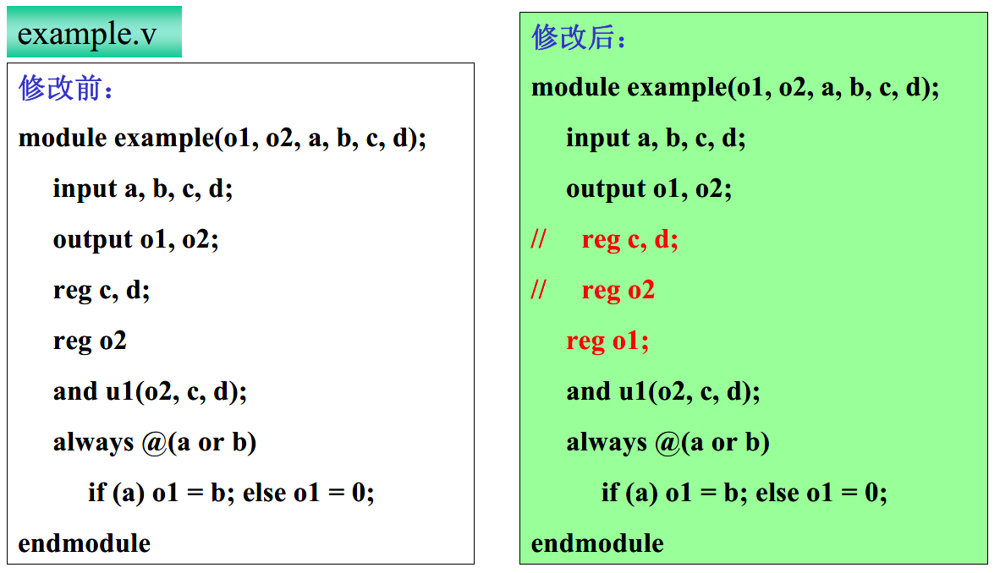 example.v
修改前：
module example(o1, o2, a, b, c, d);
input a, b, c, d;
output o1, o2;
reg c, d;
reg o2
and u1(o2, c, d);
always @(a or b)
if (a) o1 = b; else o1 = 0;
endmodule
修改后：
module example(o1, o2, a, b, c, d);
input a, b, c, d;
output o1, o2;
// reg c, d;
// reg o2
reg o1;
and u1(o2, c, d);
always @(a or b)
if (a) o1 = b; else o1 = 0;
endmodule